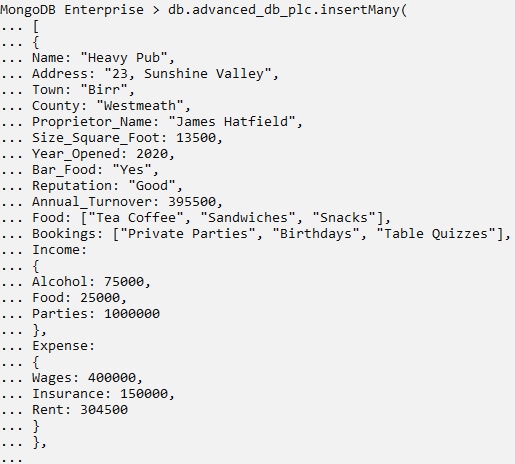 MongoDB Enterprise > db.advanced_db_plc.insertMany(
... [
... {
... Name: "Heavy Pub",
... Address: "23, Sunshine Valley",
... Town: "Birr",
... County: "Westmeath",
... Proprietor_Name: "James Hatfield",
... Size_Square_Foot: 13500,
... Year_Opened: 2020,
... Bar_Food: "Yes",
... Reputation: "Good",
... Annual_Turnover: 395500,
... Food: ["Tea Coffee", "Sandwiches", "Snacks"],
... Bookings: ["Private Parties", "Birthdays", "Table Quizzes"],
... Income:
... {
... Alcohol: 75000,
... Food: 25000,
... Parties: 1000000
... },
... Expense:
... {
... Wages: 400000,
... Insurance: 150000,
... Rent: 304500
... }
... },
...